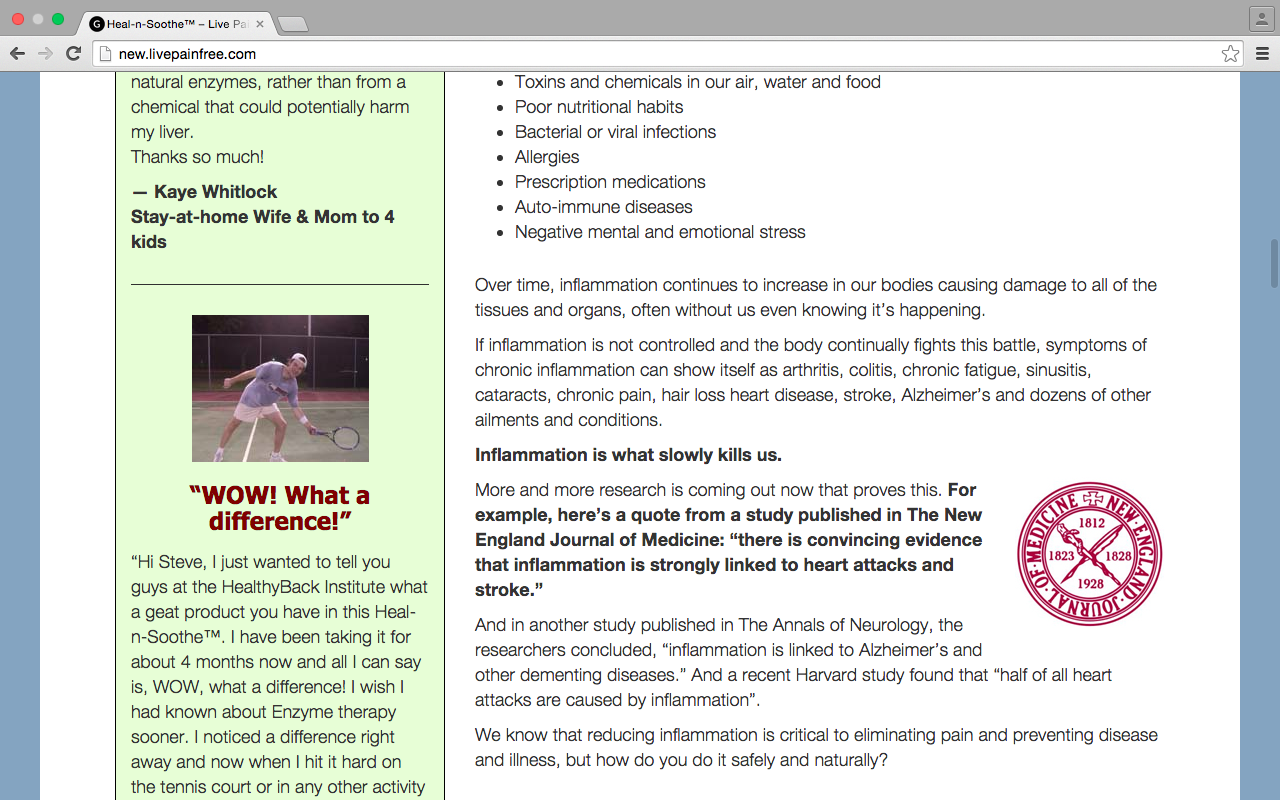 Heal-n-Soothe™ – Live Pa
new.livepainfree.com
natural enzymes, rather than from a
chemical that could potentially harm
my liver.
Thanks so much!
— Kaye Whitlock
Stay-at-home Wife & Mom to 4
kids
“WOW! What a
difference!”
“Hi Steve, I just wanted to tell you
guys at the HealthyBack Institute what
a geat product you have in this Heal-
n-Soothe™. I have been taking it for
about 4 months now and all I can say
is, WOW, what a difference! I wish I
had known about Enzyme therapy
sooner. I noticed a difference right
away and now when I hit it hard on
the tennis court or in any other activity
• Toxins and chemicals in our air, water and food
• Poor nutritional habits
• Bacterial or viral infections
• Allergies
• Prescription medications
• Auto-immune diseases
• Negative mental and emotional stress
Over time, inflammation continues to increase in our bodies causing damage to all of the
tissues and organs, often without us even knowing it’s happening.
If inflammation is not controlled and the body continually fights this battle, symptoms of
chronic inflammation can show itself as arthritis, colitis, chronic fatigue, sinusitis,
cataracts, chronic pain, hair loss heart disease, stroke, Alzheimer’s and dozens of other
ailments and conditions.
Inflammation is what slowly kills us.
More and more research is coming out now that proves this. For
example, here’s a quote from a study published in The New
England Journal of Medicine: “there is convincing evidence
that inflammation is strongly linked to heart attacks and
stroke.”
NEW ENGLAND JOURNAL OF MEDICINE
1812
1823 1828
1928
And in another study published in The Annals of Neurology, the
researchers concluded, “inflammation is linked to Alzheimer’s and
other dementing diseases.” And a recent Harvard study found that “half of all heart
attacks are caused by inflammation”.
We know that reducing inflammation is critical to eliminating pain and preventing disease
and illness, but how do you do it safely and naturally?